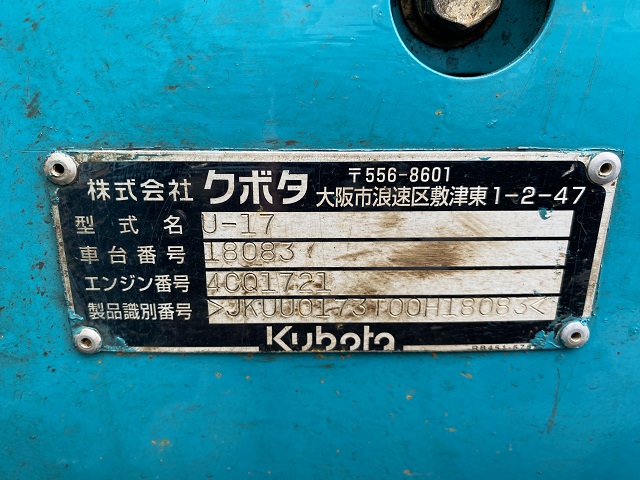 株式会社 クボタ 〒556-8601
大阪市浪速区敷津東1-2-47
型式名 U-17
車台番号 18083
エンジン番号 4CQ1721
製品識別番号 >JKUU0173T00H18083<
Kubota